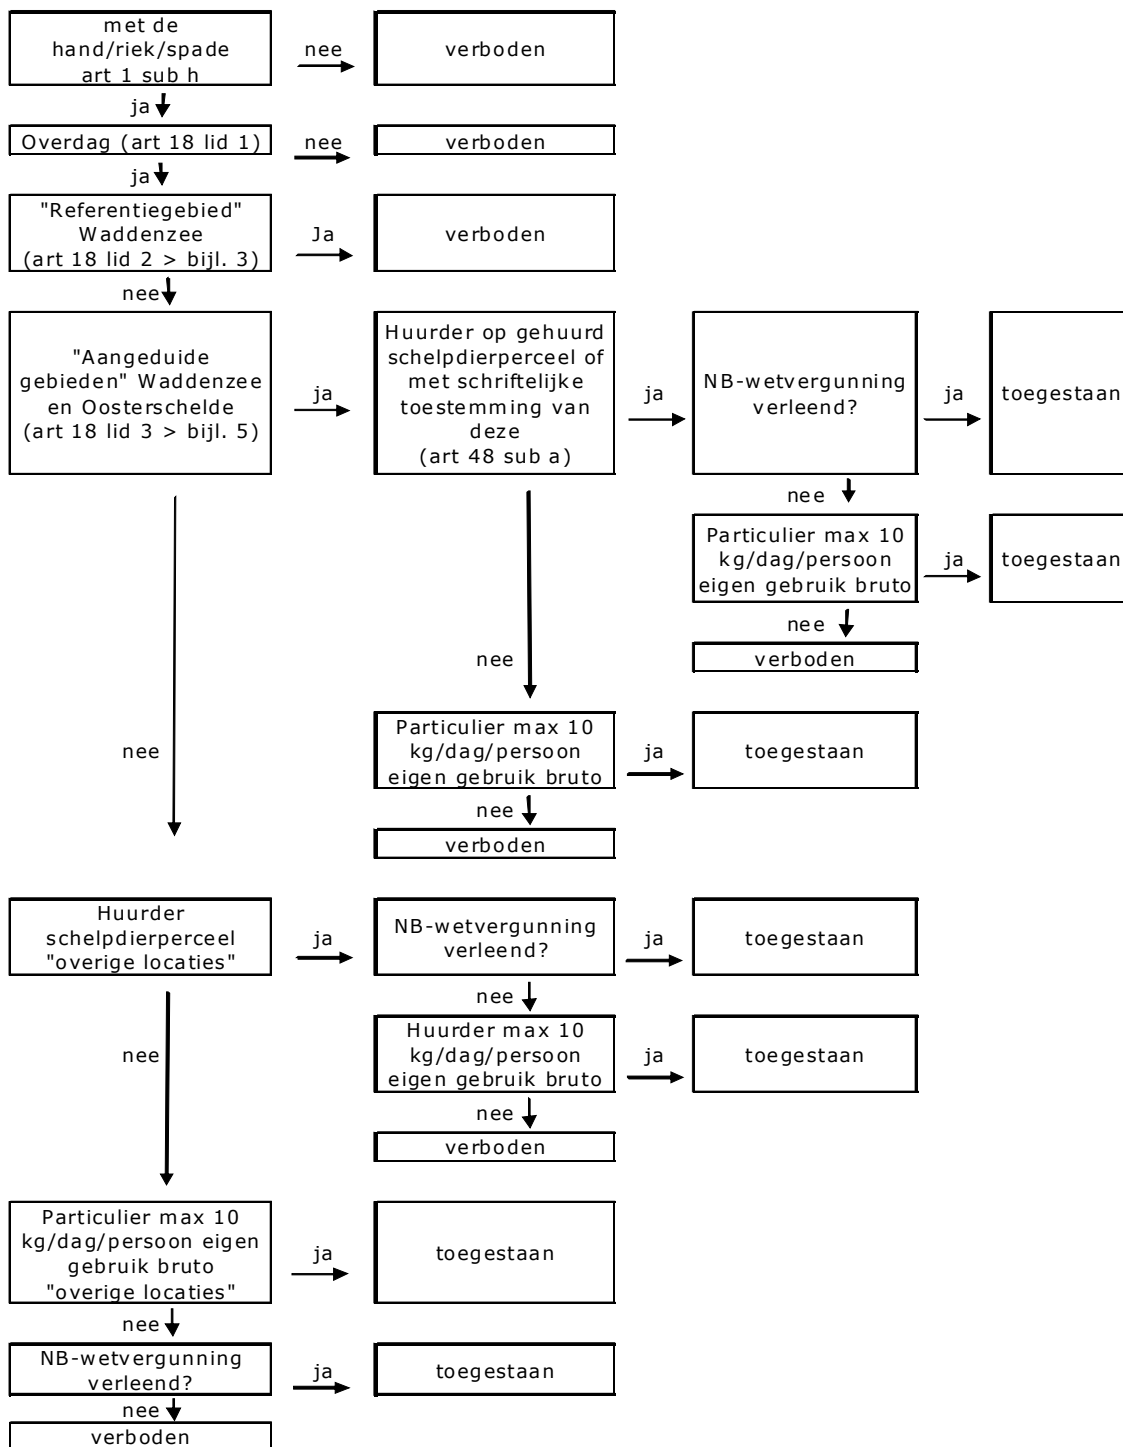 met de
hand/riek/spade
art 1 sub h
nee
verboden
ja
Overdag (art 18 lid 1)
nee
verboden
ja
"Referentiegebied"
Waddenzee
(art 18 lid 2 > bijl. 3)
Ja
verboden
nee
"Aangeduide
gebieden" Waddenzee
en Oosterschelde
(art 18 lid 3 > bijl. 5)
ja
Huurder op gehuurd
schelpdierperceel of
met schriftelijke
toestemming van
deze
(art 48 sub a)
ja
NB-wetvergunning
verleend?
ja
toegestaan
nee
Particulier max 10
kg/dag/persoon
eigen gebruik bruto
ja
toegestaan
nee
verboden
nee
Particulier max 10
kg/dag/persoon
eigen gebruik bruto
ja
toegestaan
nee
verboden
nee
Huurder
schelpdierperceel
"overige locaties"
ja
NB-wetvergunning
verleend?
ja
toegestaan
nee
Huurder max 10
kg/dag/persoon
eigen gebruik bruto
ja
toegestaan
nee
verboden
nee
Particulier max 10
kg/dag/persoon eigen
gebruik bruto
"overige locaties"
ja
toegestaan
nee
NB-wetvergunning
verleend?
ja
toegestaan
nee
verboden